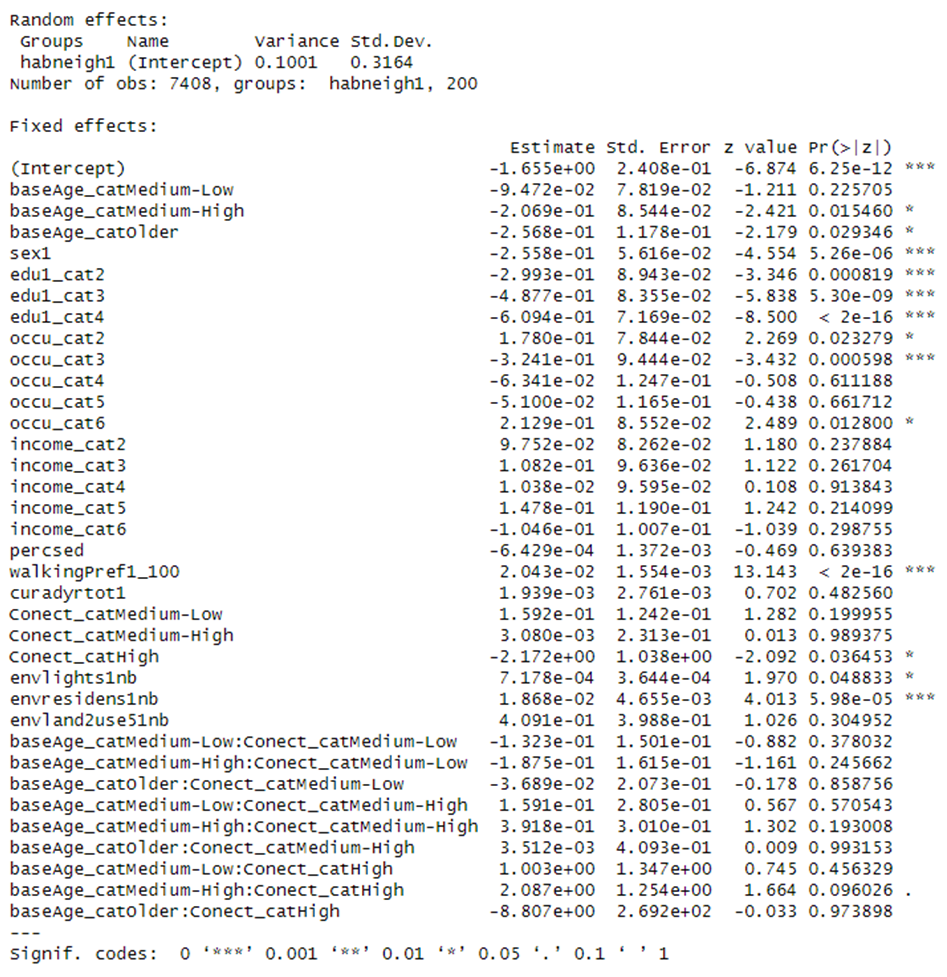 Random effects:
Groups Name Variance Std.Dev.
habneigh1 (Intercept) 0.1001 0.3164
Number of obs: 7408, groups: habneigh1, 200
Fixed effects:
Estimate Std. Error z value Pr(>|z|)
(Intercept) -1.655e+00 2.408e-01 -6.874 6.25e-12 ***
baseAge_catMedium-Low -9.472e-02 7.819e-02 -1.211 0.225705
baseAge_catMedium-High -2.069e-01 8.544e-02 -2.421 0.015460 *
baseAge_catOlder -2.568e-01 1.178e-01 -2.179 0.029346 *
sex1 -2.558e-01 5.616e-02 -4.554 5.26e-06 ***
edu1_cat2 -2.993e-01 8.943e-02 -3.346 0.000819 ***
edu1_cat3 -4.877e-01 8.355e-02 -5.838 5.30e-09 ***
edu1_cat4 -6.094e-01 7.169e-02 -8.500 < 2e-16 ***
occu_cat2 1.780e-01 7.844e-02 2.269 0.023279 *
occu_cat3 -3.241e-01 9.444e-02 -3.432 0.000598 ***
occu_cat4 -6.341e-02 1.247e-01 -0.508 0.611188
occu_cat5 -5.100e-02 1.165e-01 -0.438 0.661712
occu_cat6 2.129e-01 8.552e-02 2.489 0.012800 *
income_cat2 9.752e-02 8.262e-02 1.180 0.237884
income_cat3 1.082e-01 9.636e-02 1.122 0.261704
income_cat4 1.038e-02 9.595e-02 0.108 0.913843
income_cat5 1.478e-01 1.190e-01 1.242 0.214099
income_cat6 -1.046e-01 1.007e-01 -1.039 0.298755
percsed -6.429e-04 1.372e-03 -0.469 0.639383
walkingPref1_100 2.043e-02 1.554e-03 13.143 < 2e-16 ***
curadyrtot1 1.939e-03 2.761e-03 0.702 0.482560
Conect_catMedium-Low 1.592e-01 1.242e-01 1.282 0.199955
Conect_catMedium-High 3.080e-03 2.313e-01 0.013 0.989375
Conect_catHigh -2.172e+00 1.038e+00 -2.092 0.036453 *
envlights1nb 7.178e-04 3.644e-04 1.970 0.048833 *
envresidens1nb 1.868e-02 4.655e-03 4.013 5.98e-05 ***
envland2use51nb 4.091e-01 3.988e-01 1.026 0.304952
baseAge_catMedium-Low:Conect_catMedium-Low -1.323e-01 1.501e-01 -0.882 0.378032
baseAge_catMedium-High:Conect_catMedium-Low -1.875e-01 1.615e-01 -1.161 0.245662
baseAge_catOlder:Conect_catMedium-Low -3.689e-02 2.073e-01 -0.178 0.858756
baseAge_catMedium-Low:Conect_catMedium-High 1.591e-01 2.805e-01 0.567 0.570543
baseAge_catMedium-High:Conect_catMedium-High 3.918e-01 3.010e-01 1.302 0.193008
baseAge_catOlder:Conect_catMedium-High 3.512e-03 4.093e-01 0.009 0.993153
baseAge_catMedium-Low:Conect_catHigh 1.003e+00 1.347e+00 0.745 0.456329
baseAge_catMedium-High:Conect_catHigh 2.087e+00 1.254e+00 1.664 0.096026 .
baseAge_catOlder:Conect_catHigh -8.807e+00 2.692e+02 -0.033 0.973898
---
Signif. codes: 0 ‘***’ 0.001 ‘**’ 0.01 ‘*’ 0.05 ‘.’ 0.1 ‘ ’ 1